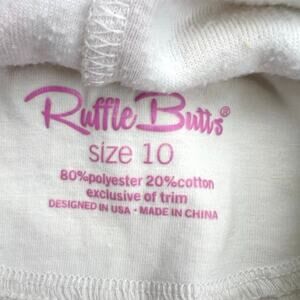 RuffleButts®
size 10
80%polyester 20%cotton
exclusive of trim
DESIGNED IN USA • MADE IN CHINA